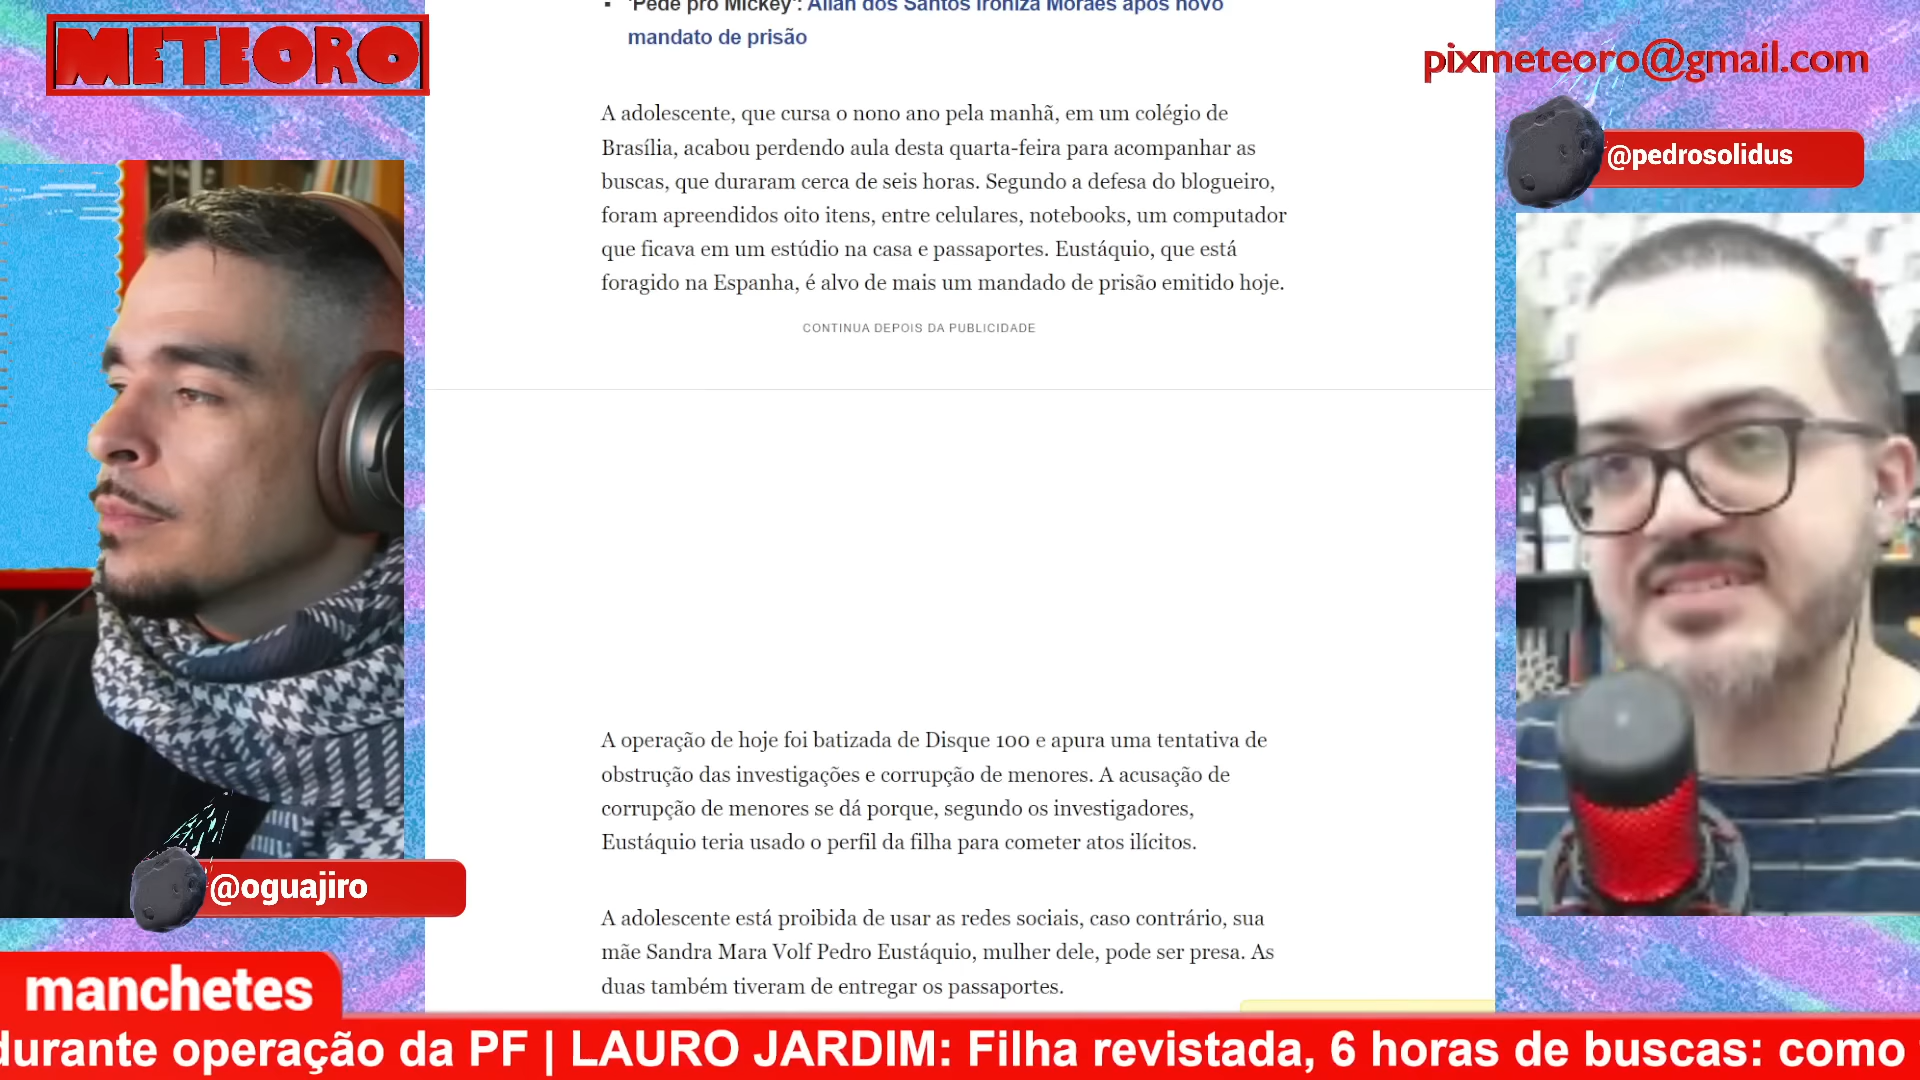 METEORO
pixmeteoro@gmail.com
@pedrosolidus
'Pede pro Mickey': Allan dos Santos ironiza Moraes após novo
mandato de prisão
A adolescente, que cursa o nono ano pela manhã, em um colégio de
Brasília, acabou perdendo aula desta quarta-feira para acompanhar as
buscas, que duraram cerca de seis horas. Segundo a defesa do blogueiro,
foram apreendidos oito itens, entre celulares, notebooks, um computador
que ficava em um estúdio na casa e passaportes. Eustáquio, que está
foragido na Espanha, é alvo de mais um mandado de prisão emitido hoje.
CONTINUA DEPOIS DA PUBLICIDADE
A operação de hoje foi batizada de Disque 100 e apura uma tentativa de
obstrução das investigações e corrupção de menores. A acusação de
corrupção de menores se dá porque, segundo os investigadores,
Eustáquio teria usado o perfil da filha para cometer atos ilícitos.
A adolescente está proibida de usar as redes sociais, caso contrário, sua
mãe Sandra Mara Volf Pedro Eustáquio, mulher dele, pode ser presa. As
duas também tiveram de entregar os passaportes.
@oguajiro
manchetes
durante operação da PF | LAURO JARDIM: Filha revistada, 6 horas de buscas: como